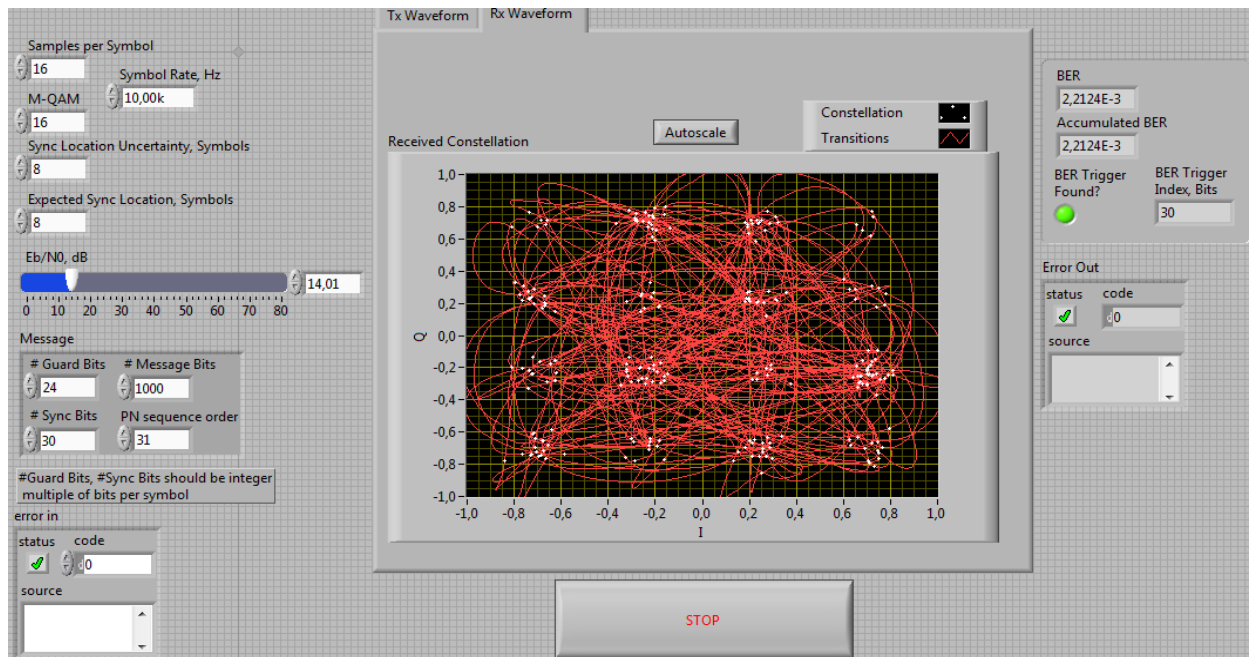 Tx Waveform
Rx Waveform
Samples per Symbol
16
Symbol Rate, Hz
10,00k
M-QAM
16
Sync Location Uncertainty, Symbols
8
Expected Sync Location, Symbols
8
Eb/N0, dB
14,01
0 10 20 30 40 50 60 70 80
Message
# Guard Bits
24
# Message Bits
1000
# Sync Bits
30
PN sequence order
31
#Guard Bits, #Sync Bits should be integer
multiple of bits per symbol
error in
status
code
d0
source
Received Constellation
Autoscale
Constellation
Transitions
1,0
0,8
0,6
0,4
0,2
0,0
-0,2
-0,4
-0,6
-0,8
-1,0
Q
-1,0 -0,8 -0,6 -0,4 -0,2 0,0 0,2 0,4 0,6 0,8 1,0
I
STOP
BER
2,2124E-3
Accumulated BER
2,2124E-3
BER Trigger
Found?
BER Trigger
Index, Bits
30
Error Out
status
code
d0
source